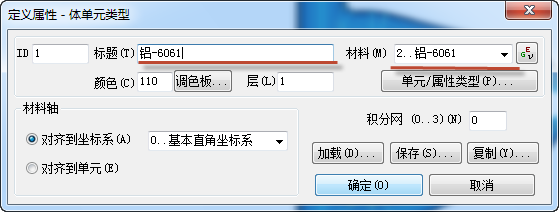 定义属性 - 体单元类型
ID 1 标题(T) 铝-6061 材料(M) 2..铝-6061
颜色(C) 110 调色板... 层(L) 1 单元/属性类型(P)...
材料轴
对齐到坐标系(A) 0..基本直角坐标系
对齐到单元(E)
积分网 (0..3)(N) 0
加载(D)... 保存(S)... 复制(Y)...
确定(O) 取消